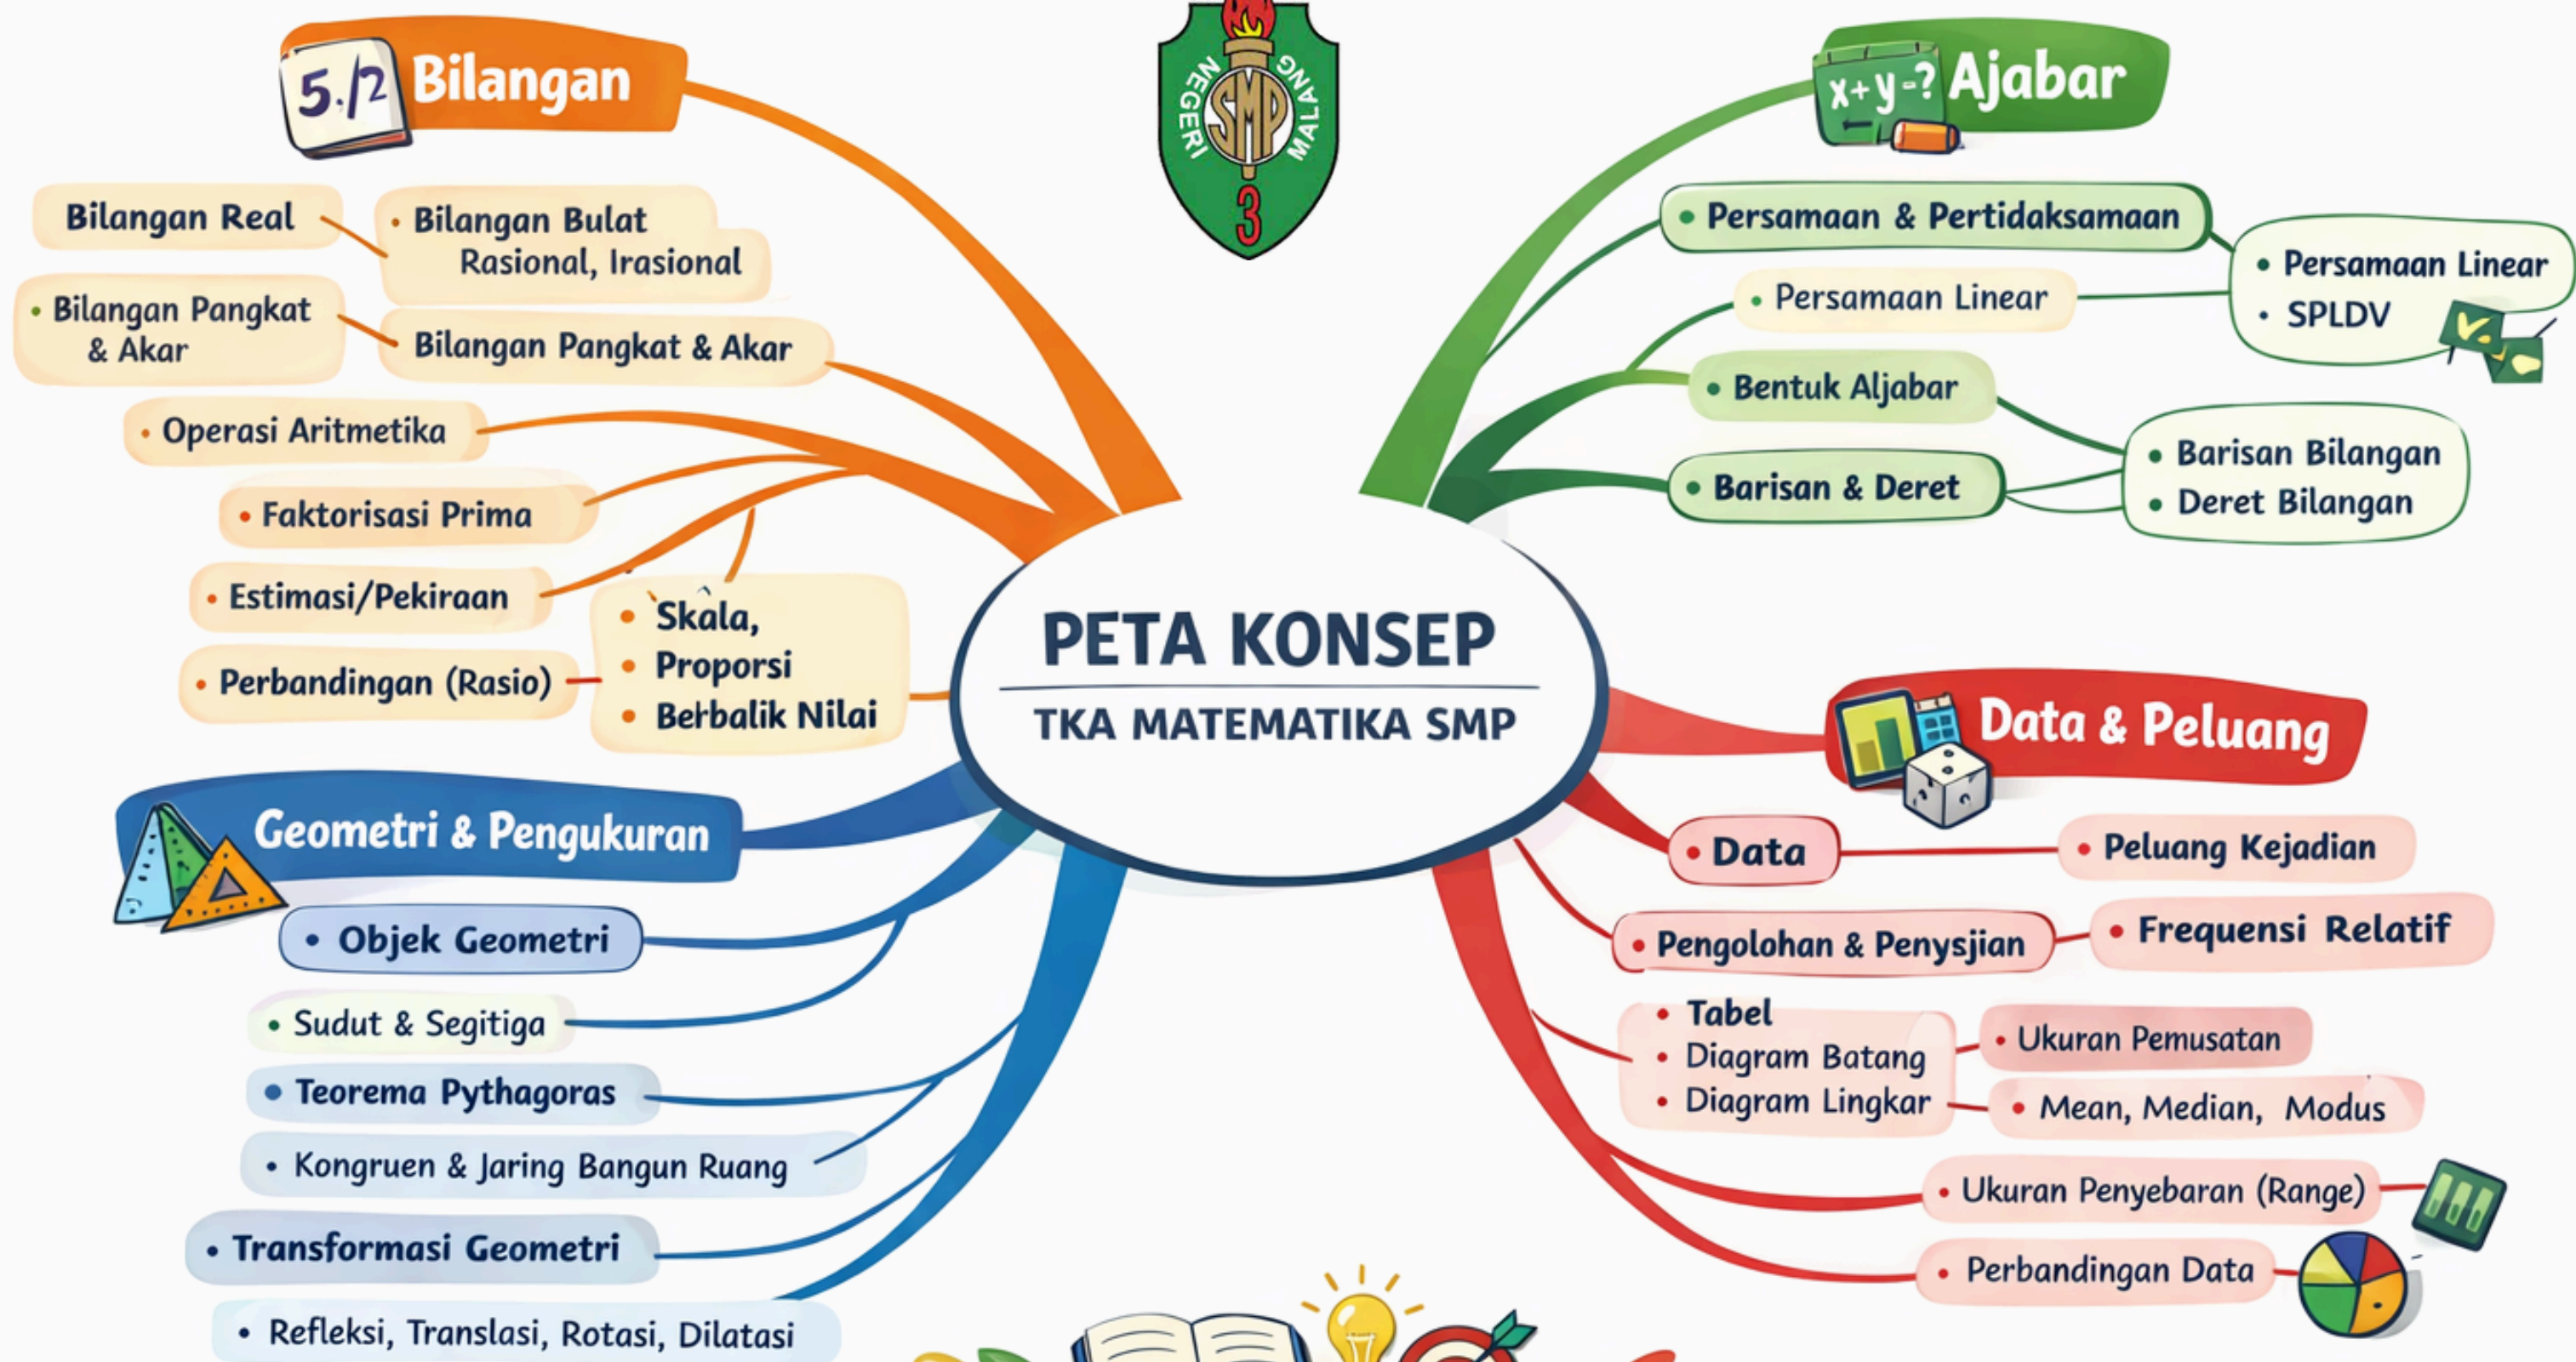 5./2 Bilangan
Bilangan Real
• Bilangan Bulat
Rasional, Irasional
• Bilangan Pangkat
& Akar
Bilangan Pangkat & Akar
• Operasi Aritmetika
• Faktorisasi Prima
• Estimasi/Pekiraan
• Perbandingan (Rasio)
• Skala,
• Proporsi
• Berbalik Nilai
NEGERI SMP MALANG
3
x+y=? Ajabar
• Persamaan & Pertidaksamaan
• Persamaan Linear
• Persamaan Linear
• SPLDV
• Bentuk Aljabar
• Barisan & Deret
• Barisan Bilangan
• Deret Bilangan
PETA KONSEP
TKA MATEMATIKA SMP
Geometri & Pengukuran
• Objek Geometri
• Sudut & Segitiga
• Teorema Pythagoras
• Kongruen & Jaring Bangun Ruang
• Transformasi Geometri
• Refleksi, Translasi, Rotasi, Dilatasi
Data & Peluang
• Data
• Peluang Kejadian
• Pengolohan & Penysjian
• Frequensi Relatif
• Tabel
• Diagram Batang
• Diagram Lingkar
• Ukuran Pemusatan
• Mean, Median, Modus
• Ukuran Penyebaran (Range)
• Perbandingan Data